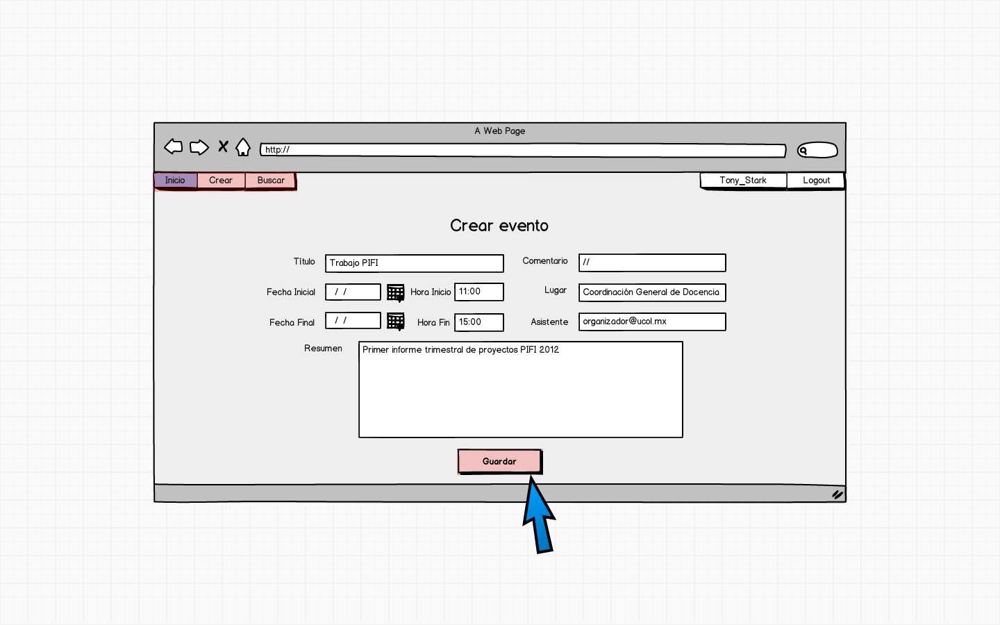 A Web Page
http://
Inicio Crear Buscar Tony_Stark Logout
Crear evento
Título Trabajo PIFI Comentario //
Fecha Inicial / / Hora Inicio 11:00 Lugar Coordinación General de Docencia
Fecha Final / / Hora Fin 15:00 Asistente organizador@ucol.mx
Resumen Primer informe trimestral de proyectos PIFI 2012
Guardar